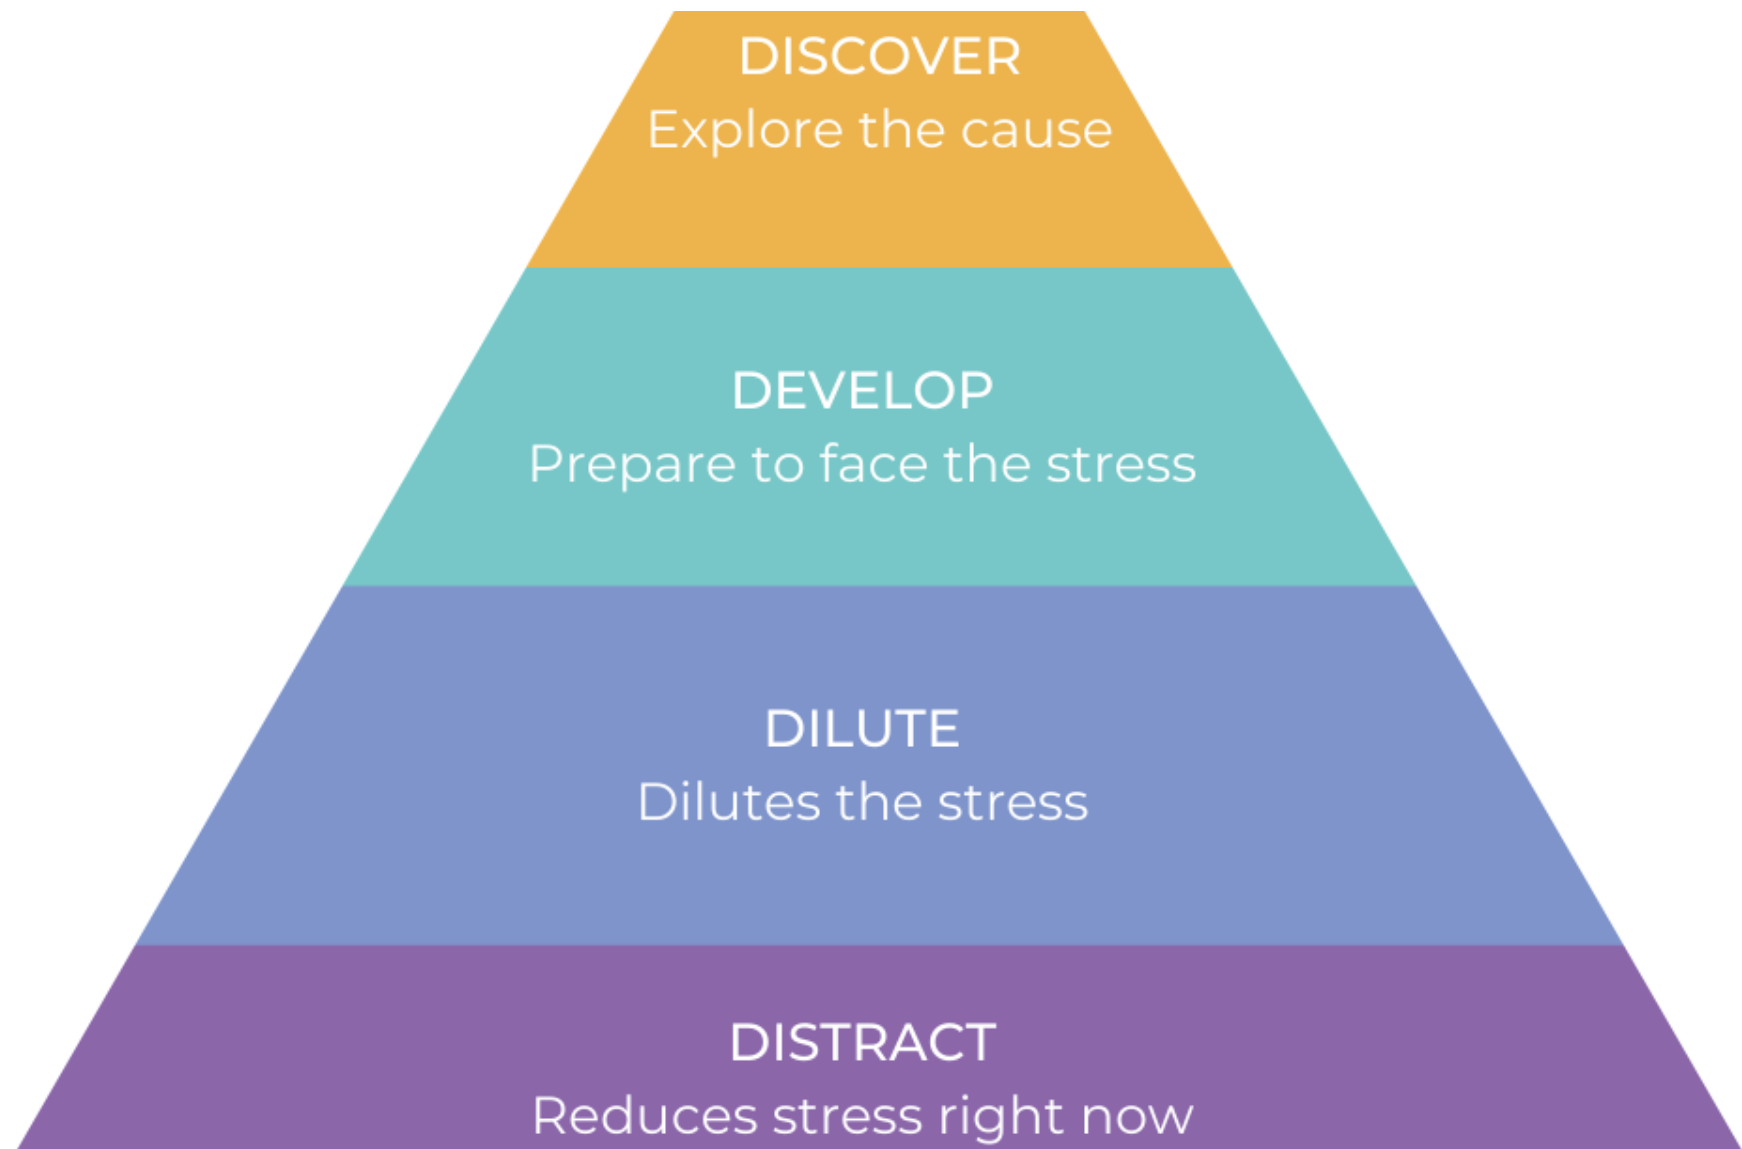 DISCOVER
Explore the cause
DEVELOP
Prepare to face the stress
DILUTE
Dilutes the stress
DISTRACT
Reduces stress right now